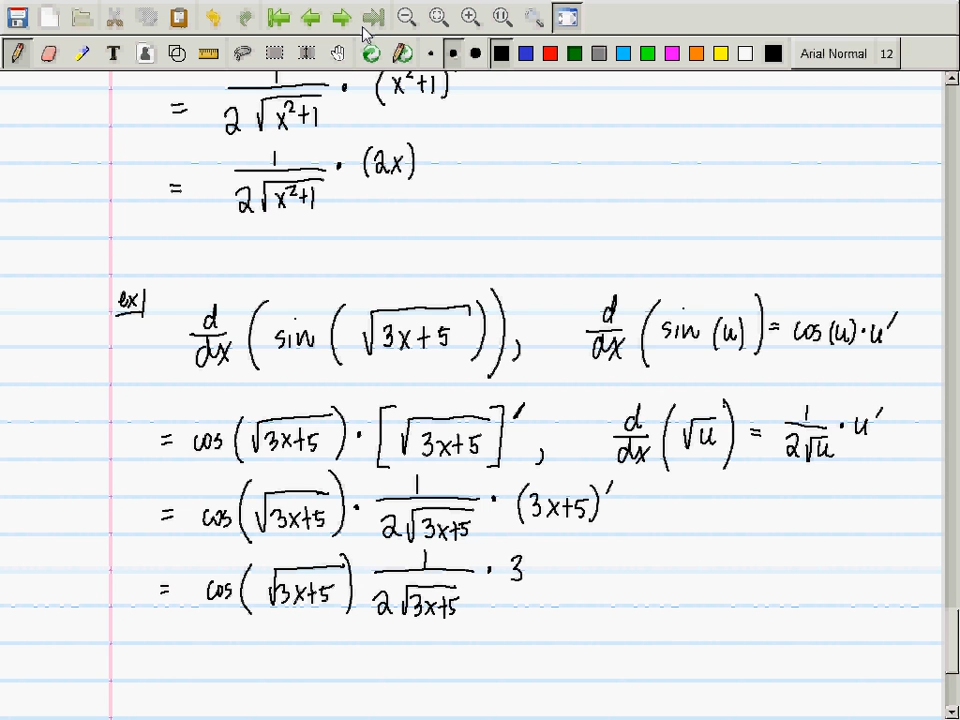 Arial Normal 12
= 1/(2√(x²+1)) · (x²+1)'
= 1/(2√(x²+1)) · (2x)
ex|
d/dx (sin (√(3x+5))), d/dx (sin (u)) = cos(u)·u'
= cos(√(3x+5)) · [√(3x+5)]', d/dx (√u) = 1/(2√u) · u'
= cos(√(3x+5)) · 1/(2√(3x+5)) · (3x+5)'
= cos(√(3x+5)) 1/(2√(3x+5)) · 3